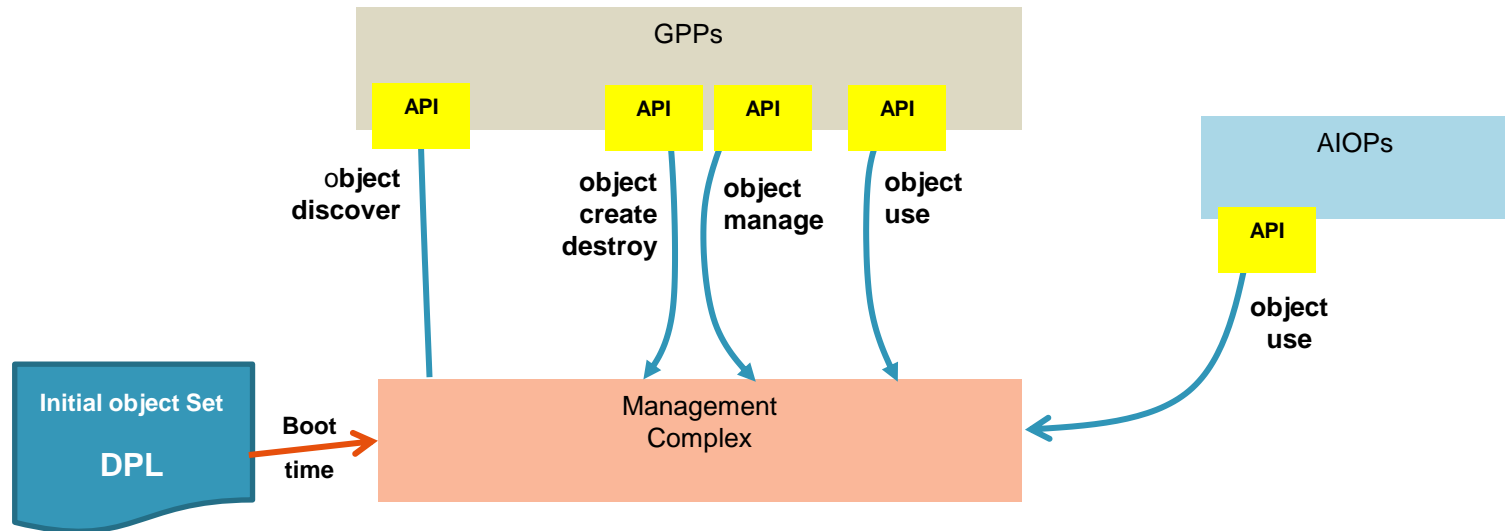 GPPs
API
API
API
API
AIOPs
API
object
discover
object
create
destroy
object
manage
object
use
object
use
Initial object Set
DPL
Boot
time
Management
Complex